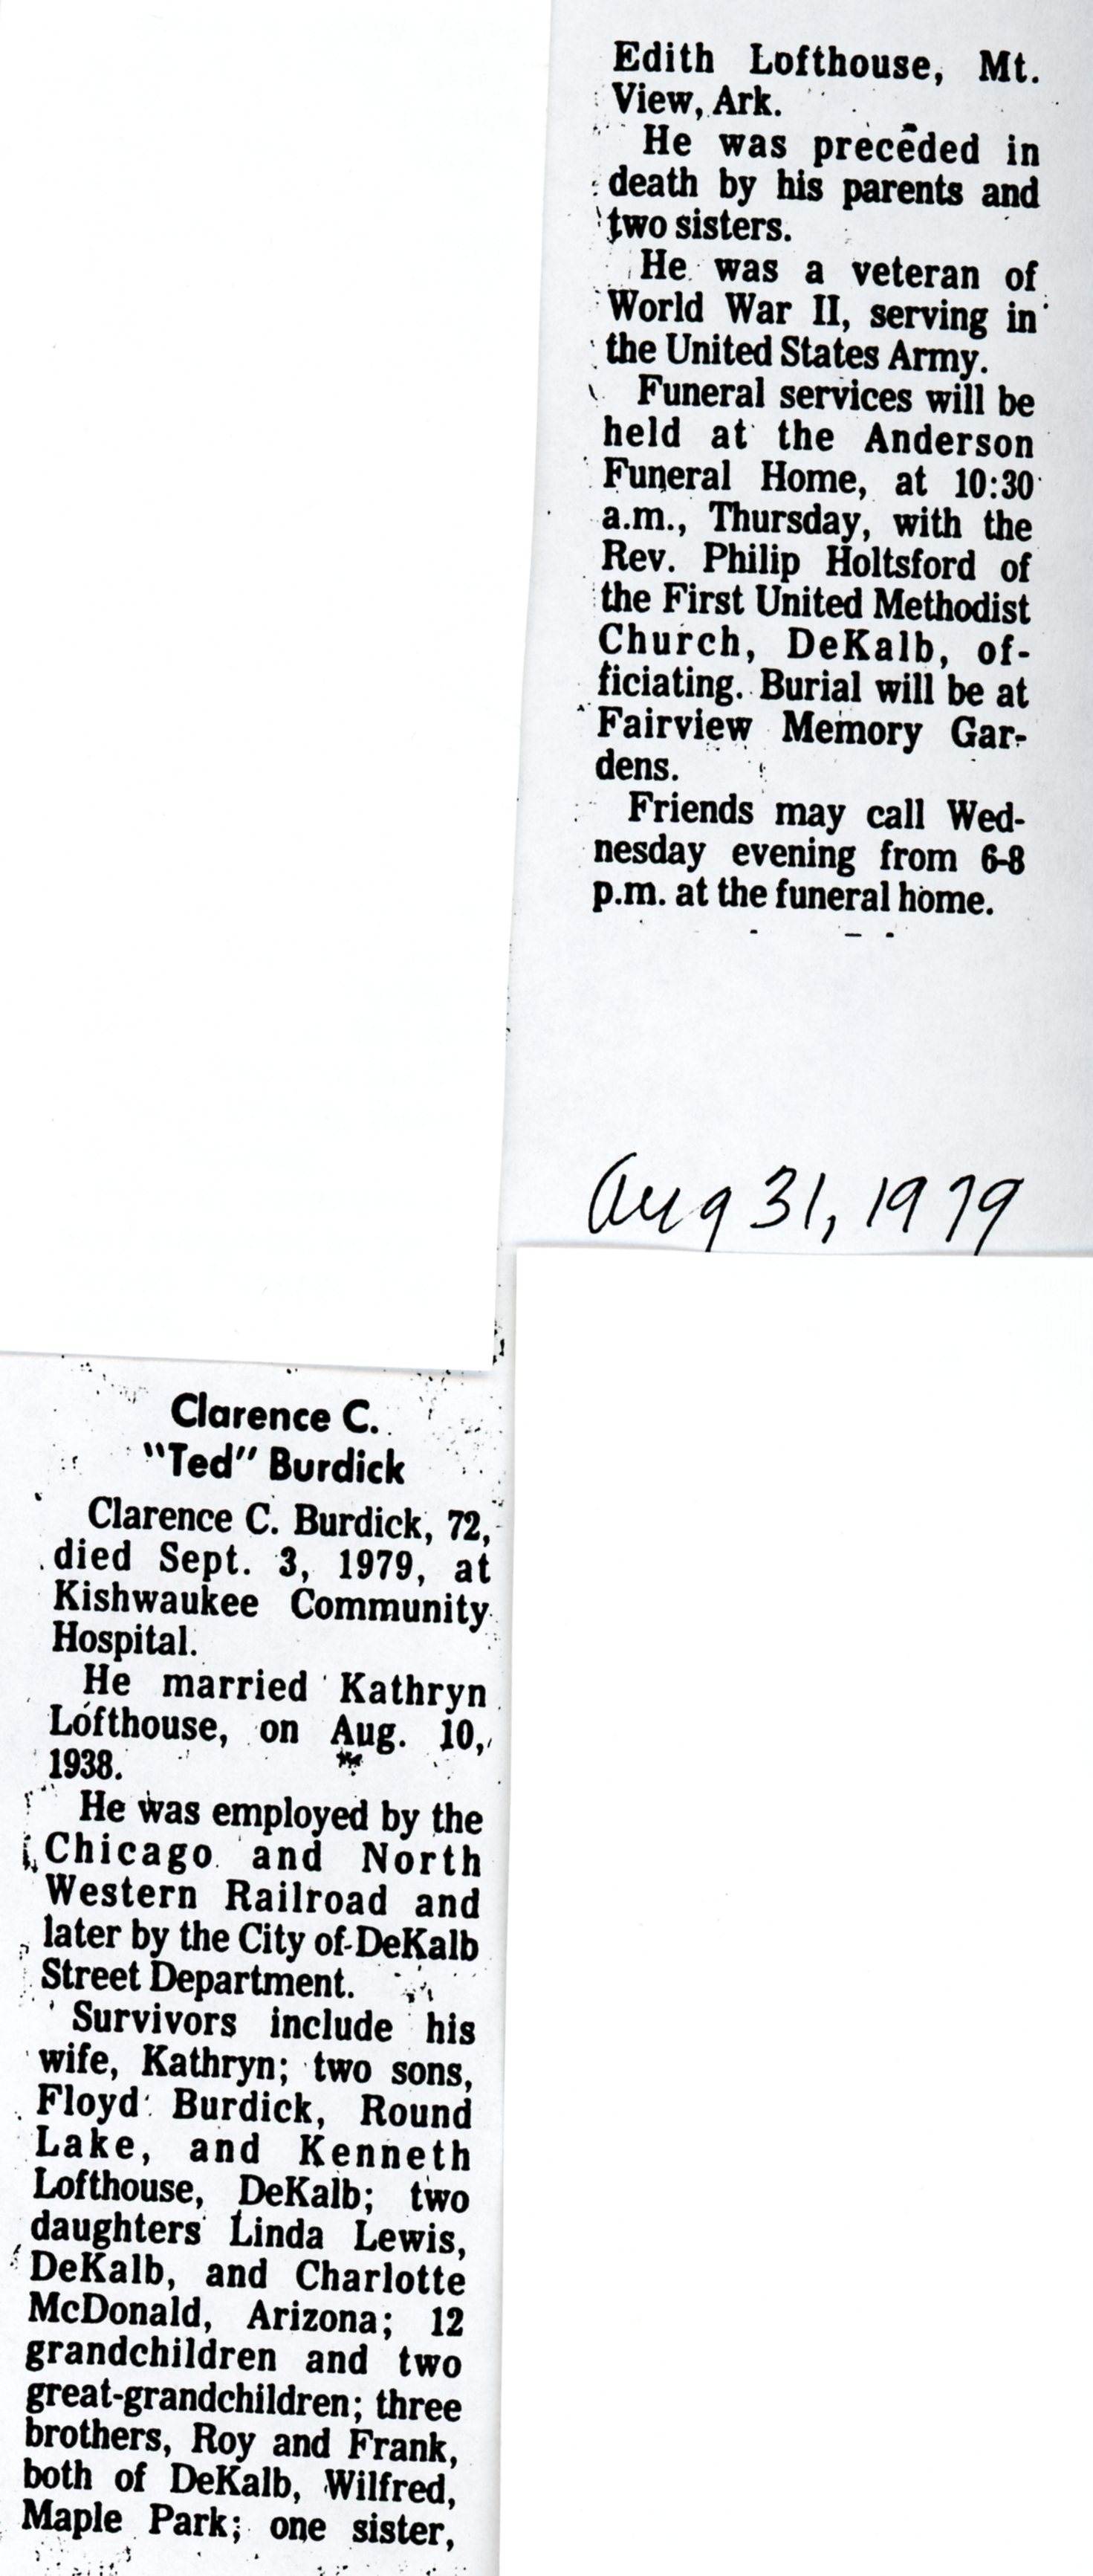 Clarence C.
"Ted" Burdick
Clarence C. Burdick, 72,
died Sept. 3, 1979, at
Kishwaukee Community
Hospital.
He married Kathryn
Lofthouse, on Aug. 10,
1938.
He was employed by the
Chicago and North
Western Railroad and
later by the City of DeKalb
Street Department.
Survivors include his
wife, Kathryn; two sons,
Floyd Burdick, Round
Lake, and Kenneth
Lofthouse, DeKalb; two
daughters Linda Lewis,
DeKalb, and Charlotte
McDonald, Arizona; 12
grandchildren and two
great-grandchildren; three
brothers, Roy and Frank,
both of DeKalb, Wilfred,
Maple Park; one sister,
Edith Lofthouse, Mt.
View, Ark.
He was preceded in
death by his parents and
two sisters.
He was a veteran of
World War II, serving in
the United States Army.
Funeral services will be
held at the Anderson
Funeral Home, at 10:30
a.m., Thursday, with the
Rev. Philip Holtsford of
the First United Methodist
Church, DeKalb, of-
ficiating. Burial will be at
Fairview Memory Gar-
dens.
Friends may call Wed-
nesday evening from 6-8
p.m. at the funeral home.
Aug 31, 1979